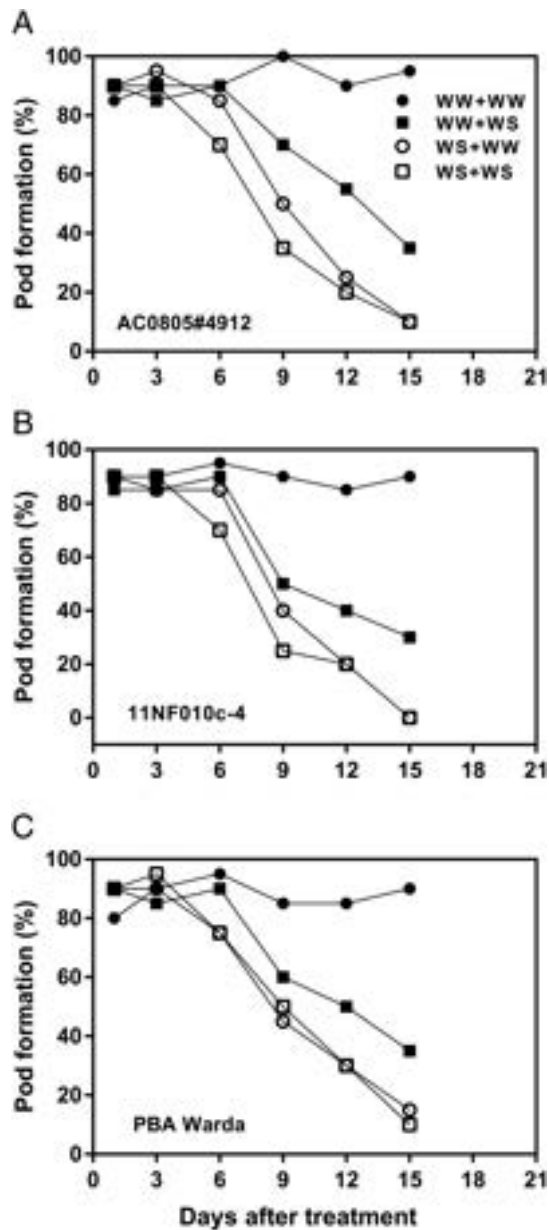 A
Pod formation (%)
100
80
60
40
20
0
WW+WW
WW+WS
WS+WW
WS+WS
AC0805#4912
0 3 6 9 12 15 18 21
B
Pod formation (%)
100
80
60
40
20
0
11NF010c-4
0 3 6 9 12 15 18 21
C
Pod formation (%)
100
80
60
40
20
0
PBA Warda
0 3 6 9 12 15 18 21
Days after treatment